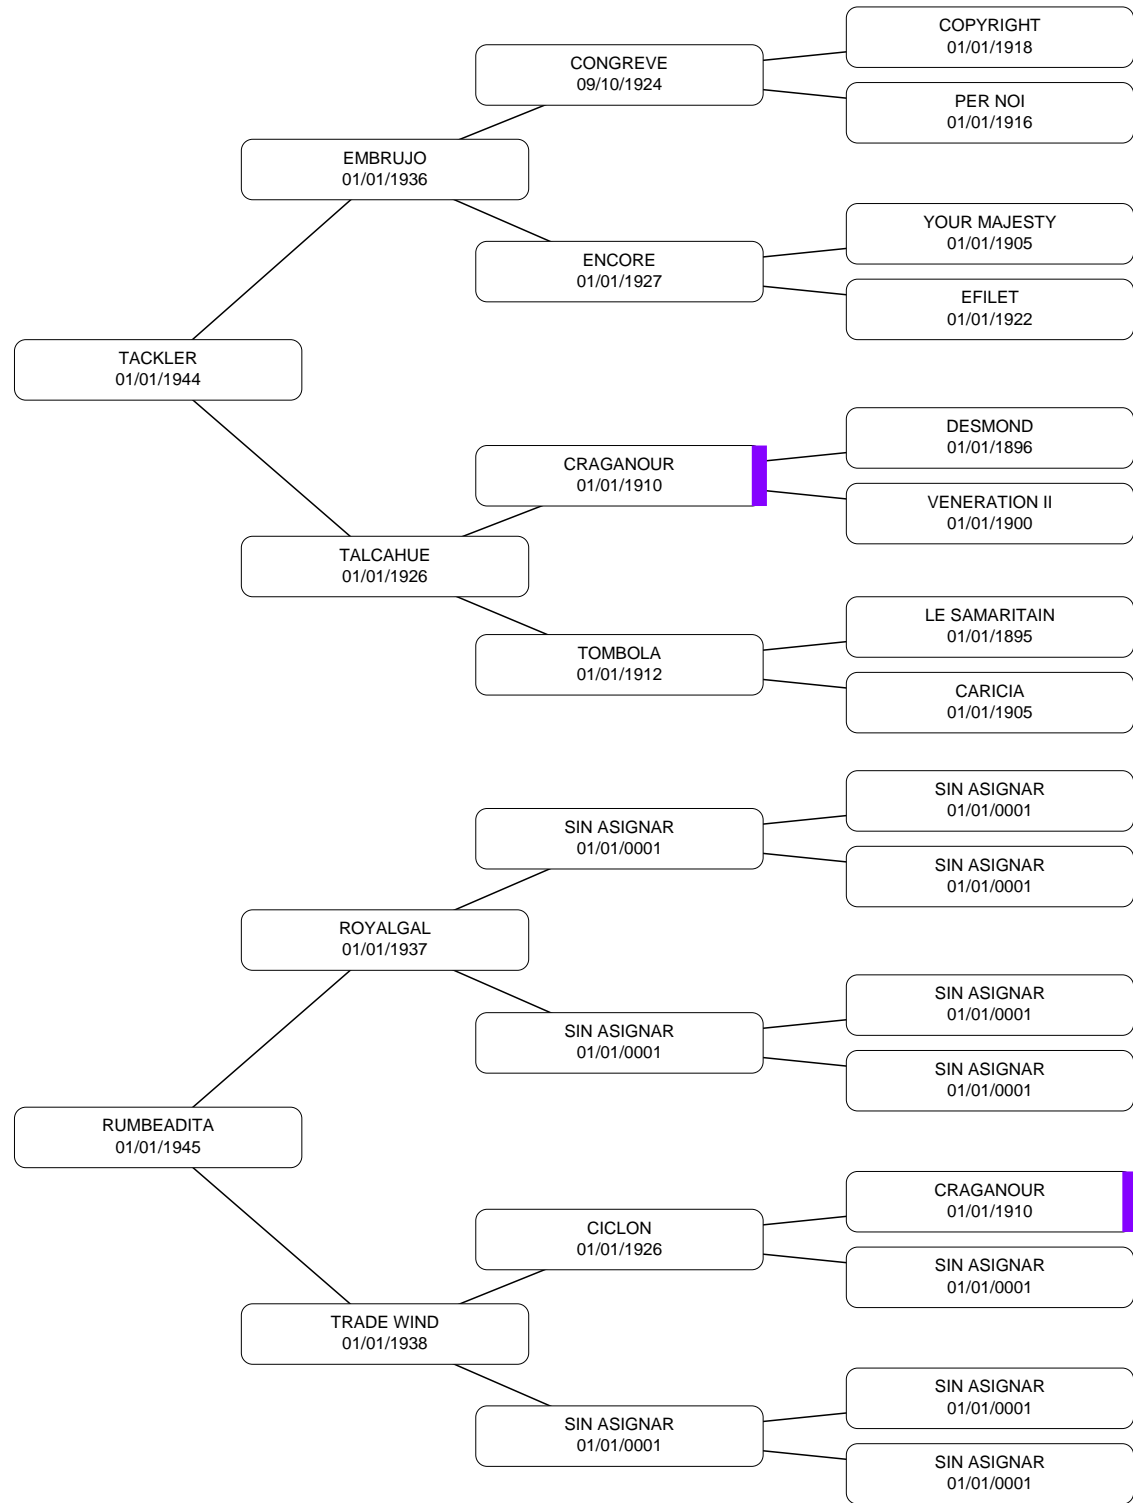 COPYRIGHT
01/01/1918
CONGREVE
09/10/1924
PER NOI
01/01/1916
EMBRUJO
01/01/1936
YOUR MAJESTY
01/01/1905
ENCORE
01/01/1927
EFILET
01/01/1922
TACKLER
01/01/1944
DESMOND
01/01/1896
CRAGANOUR
01/01/1910
VENERATION II
01/01/1900
TALCAHUE
01/01/1926
LE SAMARITAIN
01/01/1895
TOMBOLA
01/01/1912
CARICIA
01/01/1905
SIN ASIGNAR
01/01/0001
SIN ASIGNAR
01/01/0001
SIN ASIGNAR
01/01/0001
ROYALGAL
01/01/1937
SIN ASIGNAR
01/01/0001
SIN ASIGNAR
01/01/0001
SIN ASIGNAR
01/01/0001
RUMBEADITA
01/01/1945
CRAGANOUR
01/01/1910
CICLON
01/01/1926
SIN ASIGNAR
01/01/0001
TRADE WIND
01/01/1938
SIN ASIGNAR
01/01/0001
SIN ASIGNAR
01/01/0001
SIN ASIGNAR
01/01/0001